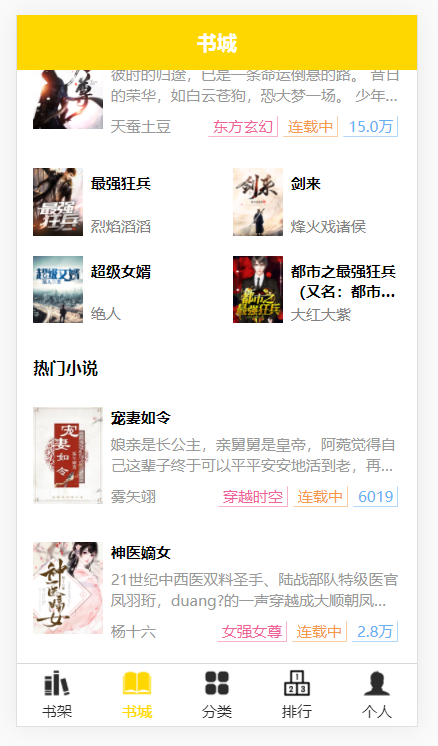 书城
彼时的归途，已是一条命运倒悬的路。 昔日
的荣华，如白云苍狗，恐大梦一场。 少年...
天蚕土豆
东方玄幻
连载中
15.0万
最强狂兵
烈焰滔滔
剑来
烽火戏诸侯
超级女婿
绝人
都市之最强狂兵
（又名：都市...
大红大紫
热门小说
宠妻如令
娘亲是长公主，亲舅舅是皇帝，阿菀觉得自
己这辈子终于可以平平安安地活到老，再...
雾矢翊
穿越时空
连载中
6019
神医嫡女
21世纪中西医双料圣手、陆战部队特级医官
凤羽珩，duang?的一声穿越成大顺朝凤...
杨十六
女强女尊
连载中
2.8万
书架
书城
分类
排行
个人